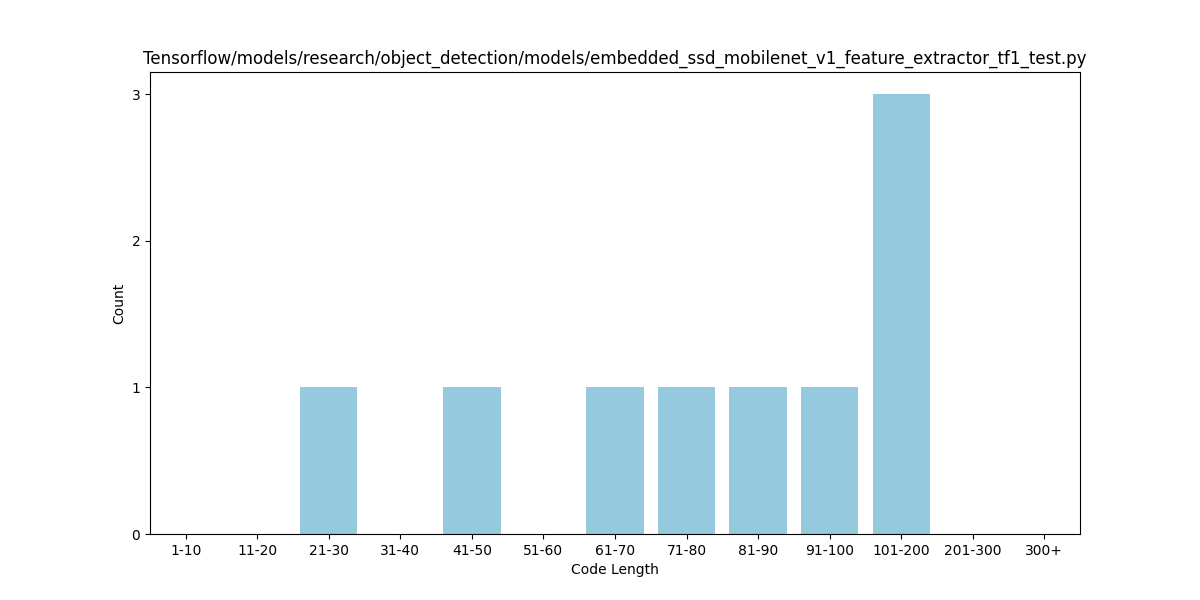 Tensorflow/models/research/object_detection/models/embedded_ssd_mobilenet_v1_feature_extractor_tf1_test.py
3
2
1
0
Count
1-10 11-20 21-30 31-40 41-50 51-60 61-70 71-80 81-90 91-100 101-200 201-300 300+
Code Length